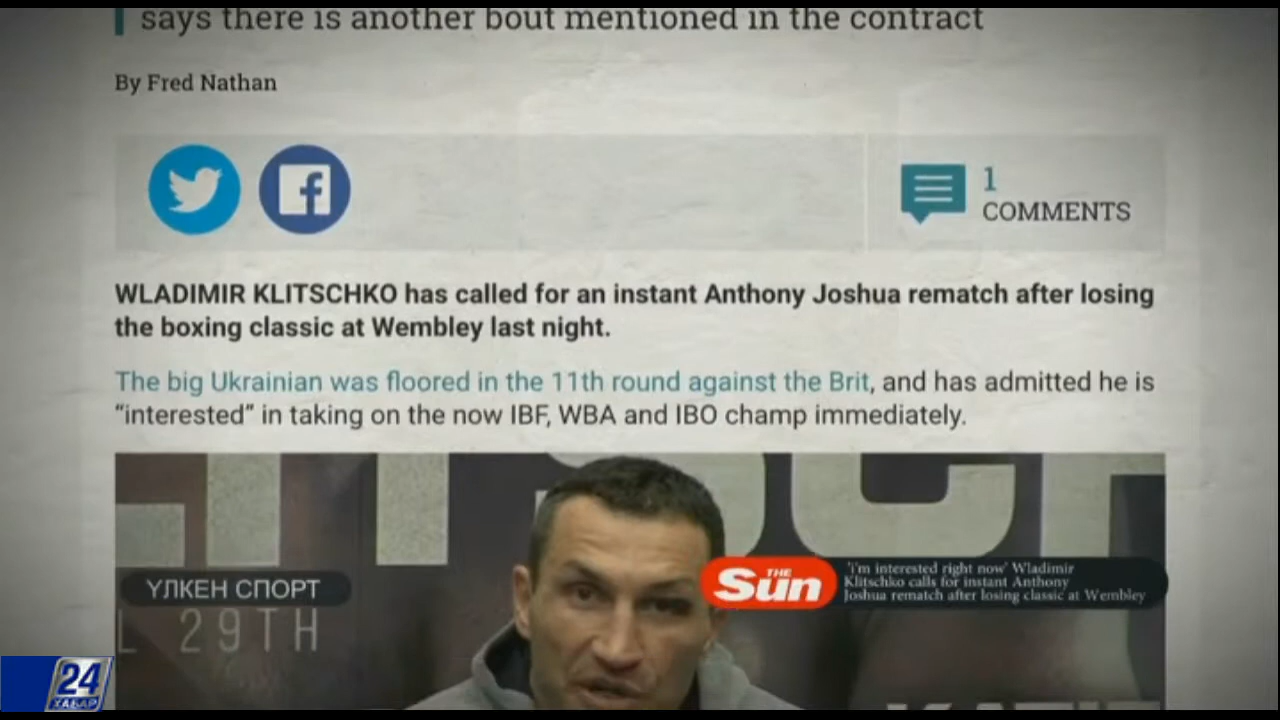 says there is another bout mentioned in the contract
By Fred Nathan
1
COMMENTS
WLADIMIR KLITSCHKO has called for an instant Anthony Joshua rematch after losing
the boxing classic at Wembley last night.
The big Ukrainian was floored in the 11th round against the Brit, and has admitted he is
“interested” in taking on the now IBF, WBA and IBO champ immediately.
ҮЛКЕН СПОРТ
THE
Sun
'i'm interested right now' Wladimir
Klitschko calls for instant Anthony
Joshua rematch after losing classic at Wembley
L 29TH
24
ХАБАР